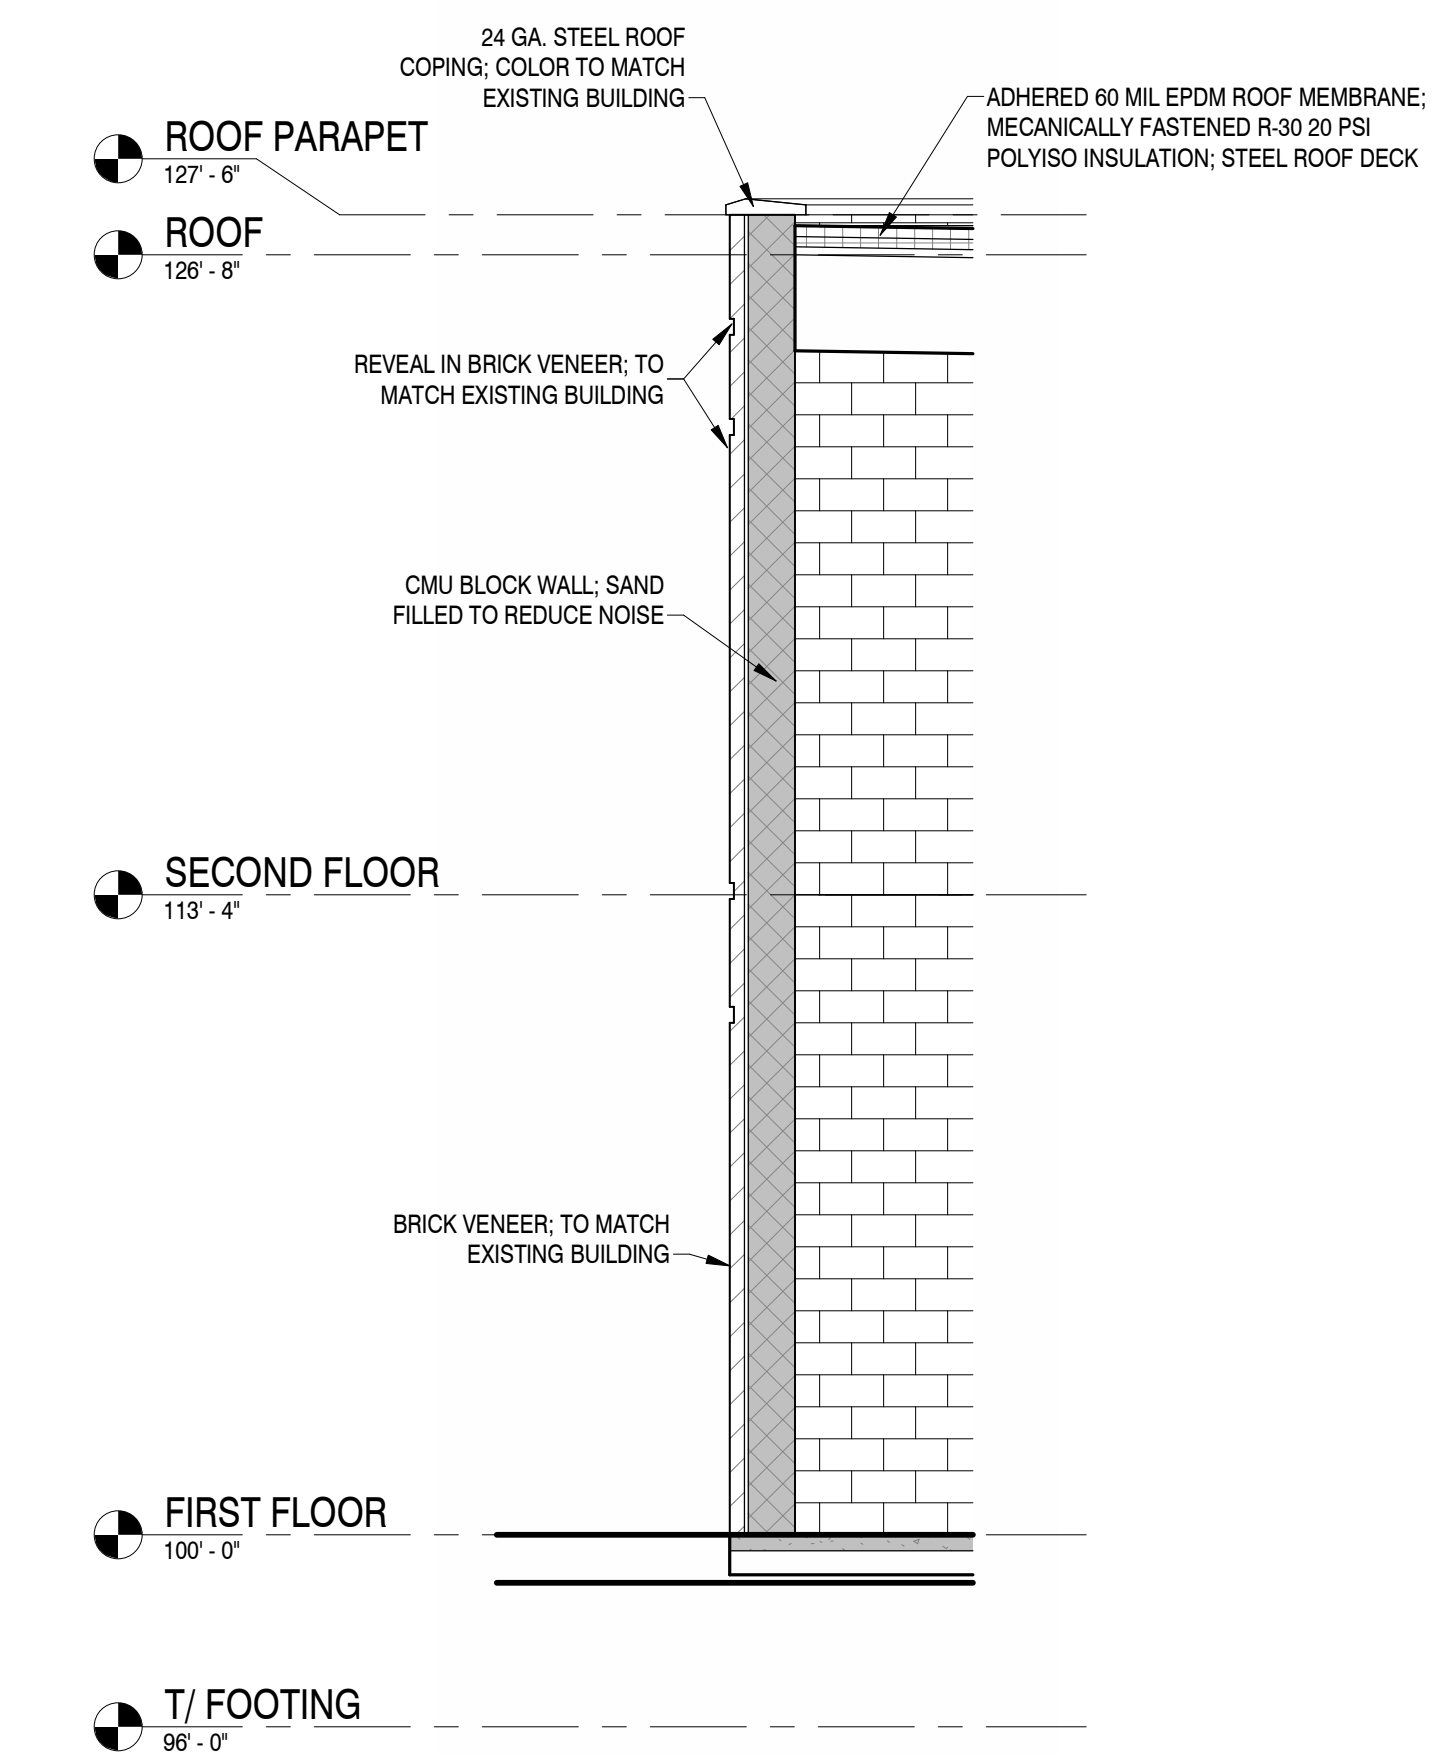 24 GA. STEEL ROOF
COPING; COLOR TO MATCH
EXISTING BUILDING
ADHERED 60 MIL EPDM ROOF MEMBRANE;
MECANICALLY FASTENED R-30 20 PSI
POLYISO INSULATION; STEEL ROOF DECK
ROOF PARAPET
127' - 6"
ROOF
126' - 8"
REVEAL IN BRICK VENEER; TO
MATCH EXISTING BUILDING
CMU BLOCK WALL; SAND
FILLED TO REDUCE NOISE
SECOND FLOOR
113' - 4"
BRICK VENEER; TO MATCH
EXISTING BUILDING
FIRST FLOOR
100' - 0"
T/ FOOTING
96' - 0"